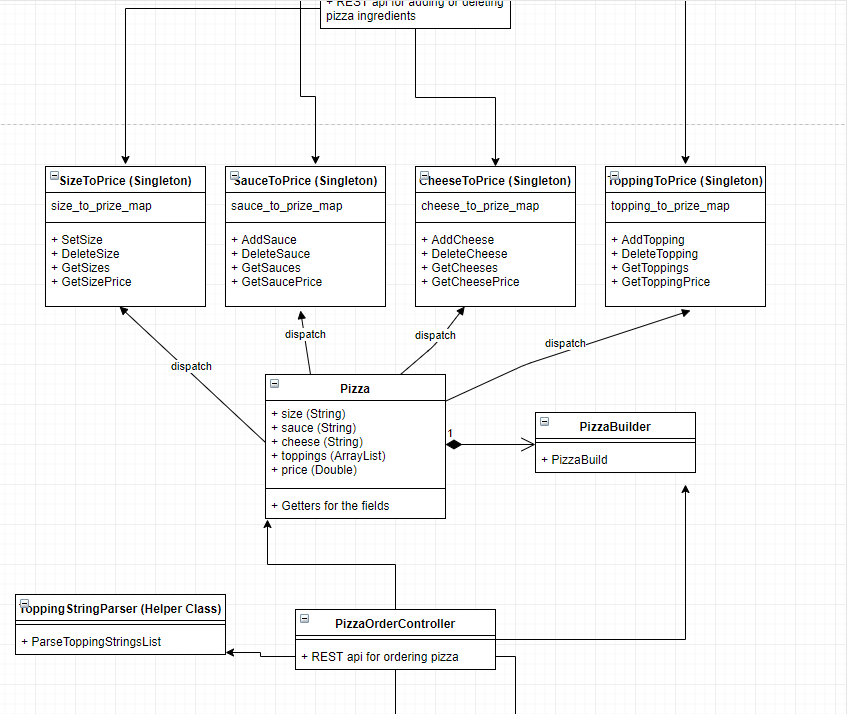 + REST api for adding or deleting
pizza ingredients
SizeToPrice (Singleton)
size_to_prize_map
+ SetSize
+ DeleteSize
+ GetSizes
+ GetSizePrice
SauceToPrice (Singleton)
sauce_to_prize_map
+ AddSauce
+ DeleteSauce
+ GetSauces
+ GetSaucePrice
CheeseToPrice (Singleton)
cheese_to_prize_map
+ AddCheese
+ DeleteCheese
+ GetCheeses
+ GetCheesePrice
ToppingToPrice (Singleton)
topping_to_prize_map
+ AddTopping
+ DeleteTopping
+ GetToppings
+ GetToppingPrice
dispatch
dispatch
dispatch
dispatch
Pizza
+ size (String)
+ sauce (String)
+ cheese (String)
+ toppings (ArrayList)
+ price (Double)
+ Getters for the fields
1
PizzaBuilder
+ PizzaBuild
ToppingStringParser (Helper Class)
+ ParseToppingStringsList
PizzaOrderController
+ REST api for ordering pizza